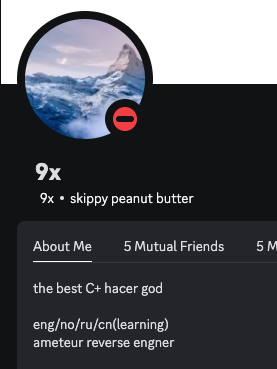 9x
9x • skippy peanut butter
About Me 5 Mutual Friends 5 M
the best C+ hacer god
eng/no/ru/cn(learning)
ameteur reverse engner